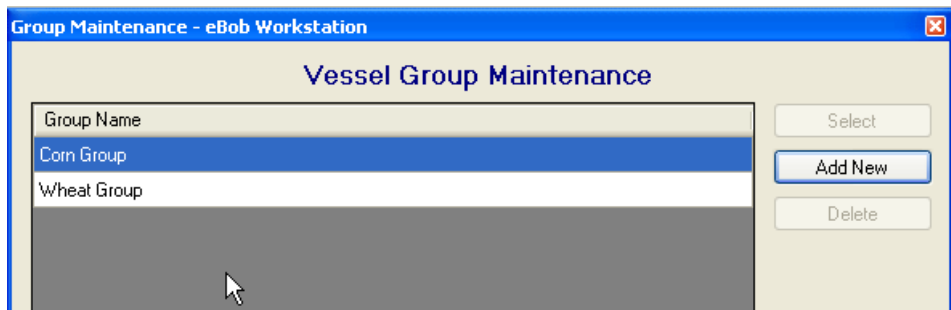 Group Maintenance - eBob Workstation
Vessel Group Maintenance
Group Name
Corn Group
Wheat Group
Select
Add New
Delete